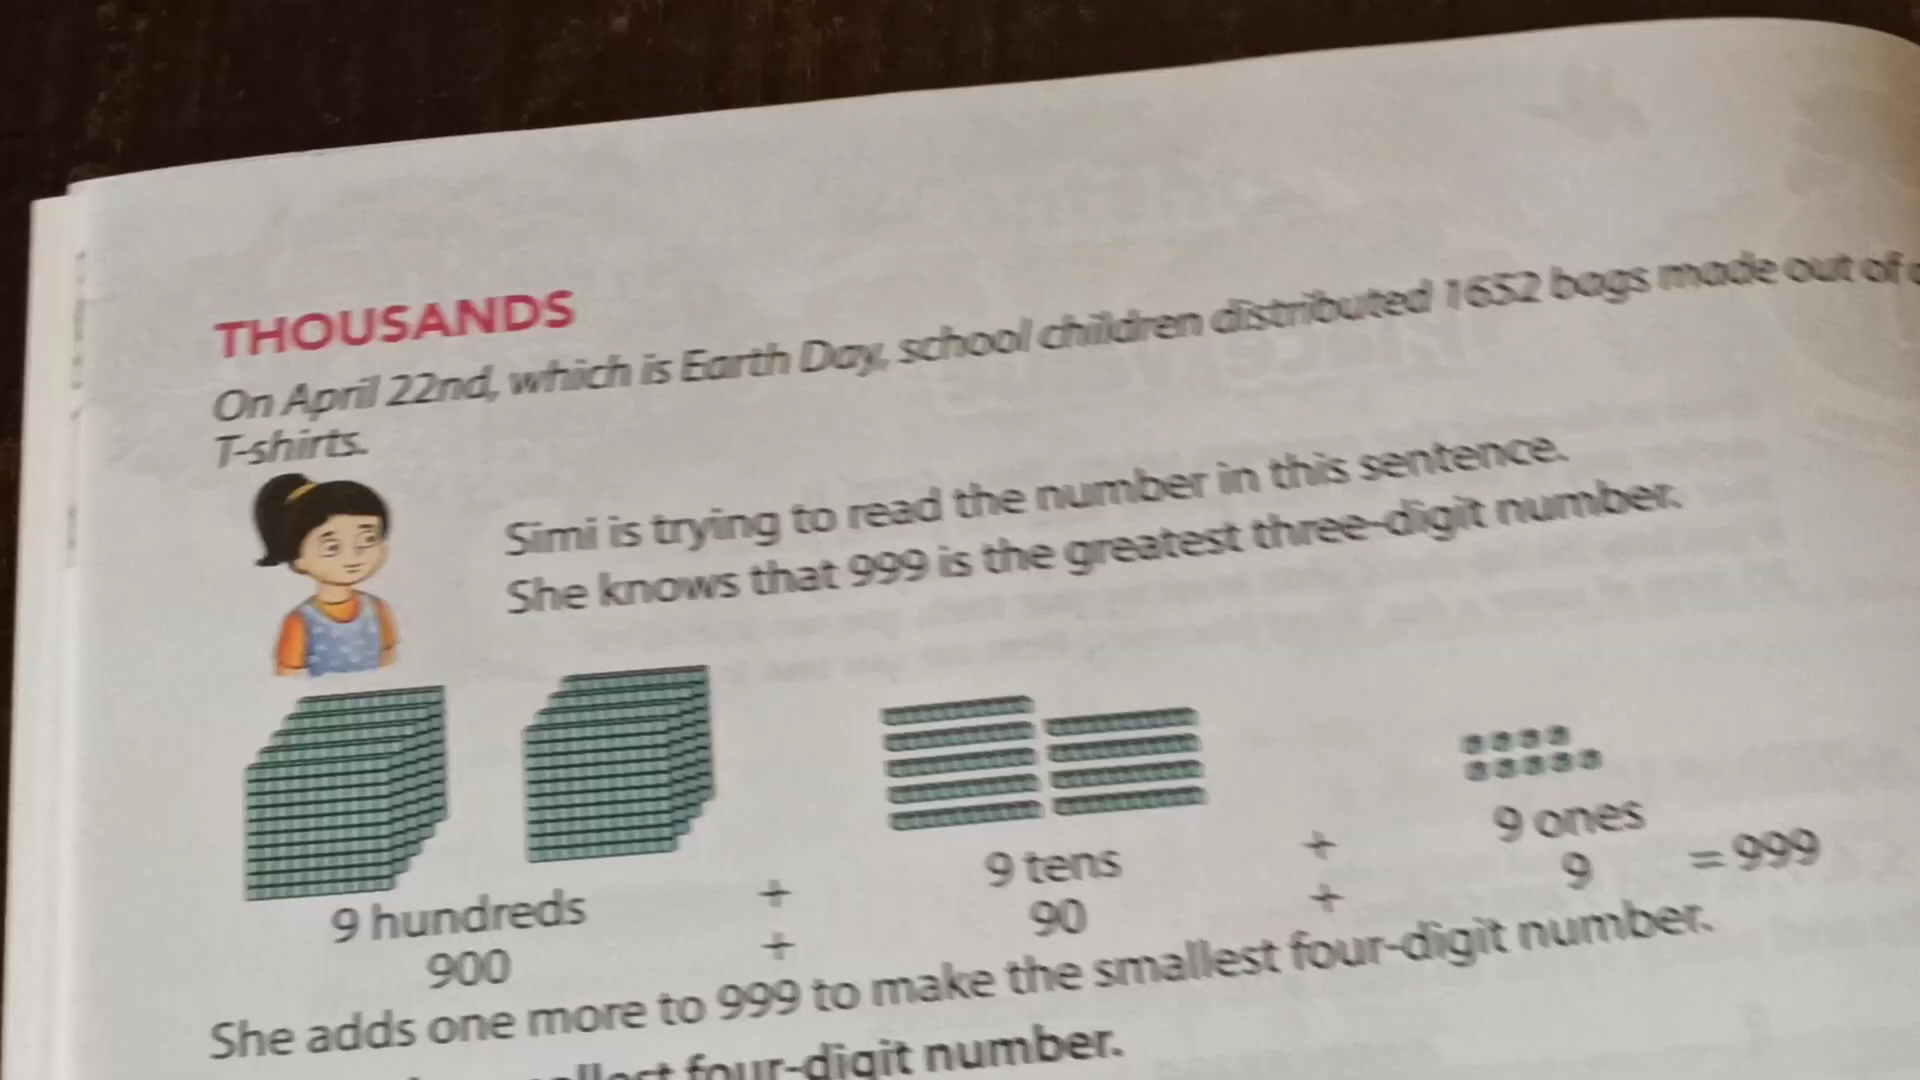 THOUSANDS
On April 22nd, which is Earth Day, school children distributed 1652 bags made out of
T-shirts.
Simi is trying to read the number in this sentence.
She knows that 999 is the greatest three-digit number.
9 hundreds + 9 tens + 9 ones
900 + 90 + 9 = 999
She adds one more to 999 to make the smallest four-digit number.
four-digit number.